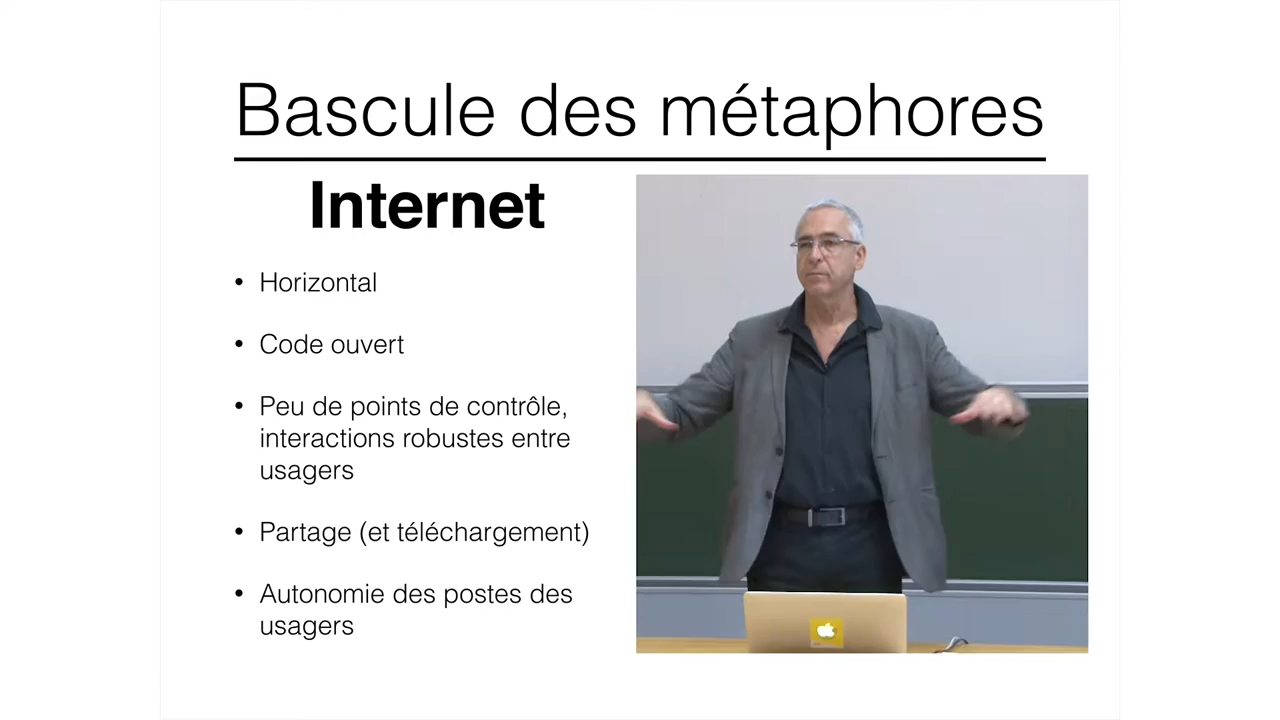 Bascule des métaphores
Internet
• Horizontal
• Code ouvert
• Peu de points de contrôle,
interactions robustes entre
usagers
• Partage (et téléchargement)
• Autonomie des postes des
usagers